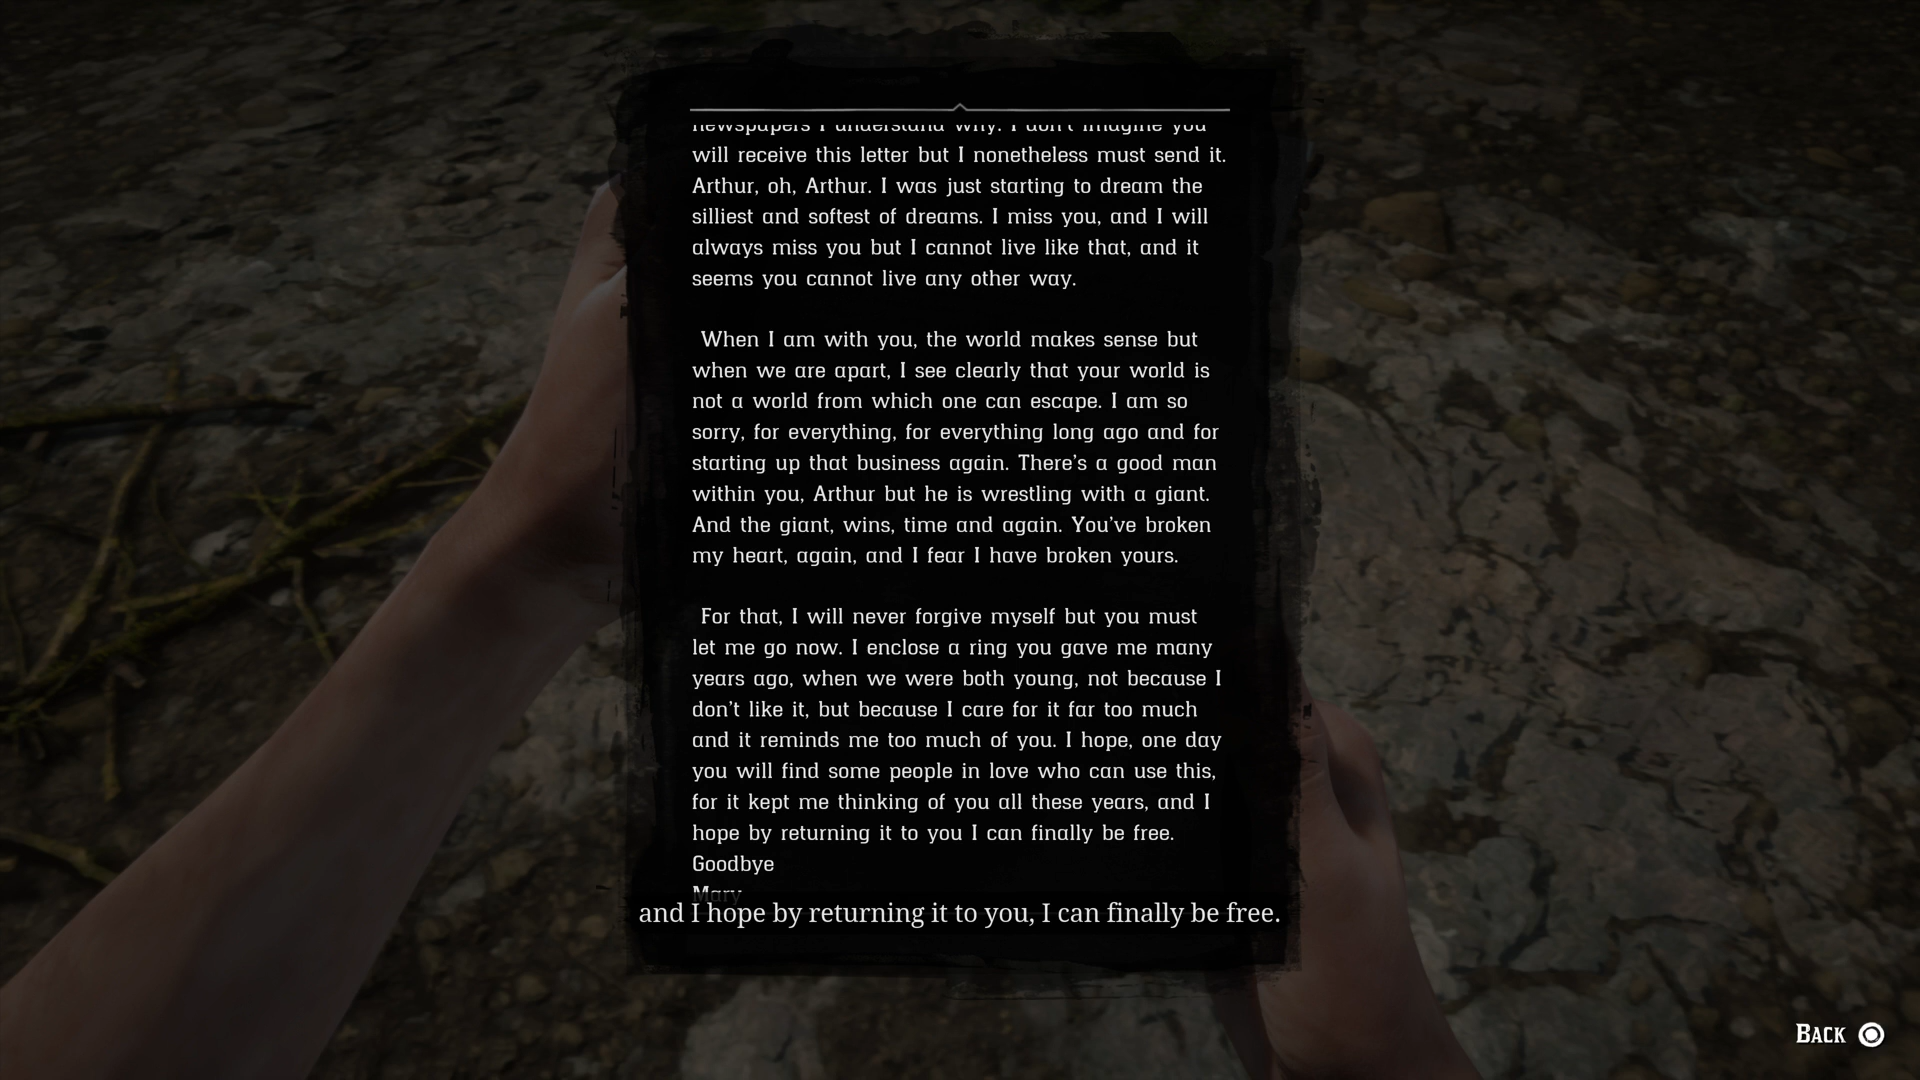 newspapers I understand why. I don't imagine you
will receive this letter but I nonetheless must send it.
Arthur, oh, Arthur. I was just starting to dream the
silliest and softest of dreams. I miss you, and I will
always miss you but I cannot live like that, and it
seems you cannot live any other way.
When I am with you, the world makes sense but
when we are apart, I see clearly that your world is
not a world from which one can escape. I am so
sorry, for everything, for everything long ago and for
starting up that business again. There's a good man
within you, Arthur but he is wrestling with a giant.
And the giant, wins, time and again. You've broken
my heart, again, and I fear I have broken yours.
For that, I will never forgive myself but you must
let me go now. I enclose a ring you gave me many
years ago, when we were both young, not because I
don't like it, but because I care for it far too much
and it reminds me too much of you. I hope, one day
you will find some people in love who can use this,
for it kept me thinking of you all these years, and I
hope by returning it to you I can finally be free.
Goodbye
Mary
and I hope by returning it to you, I can finally be free.
BACK